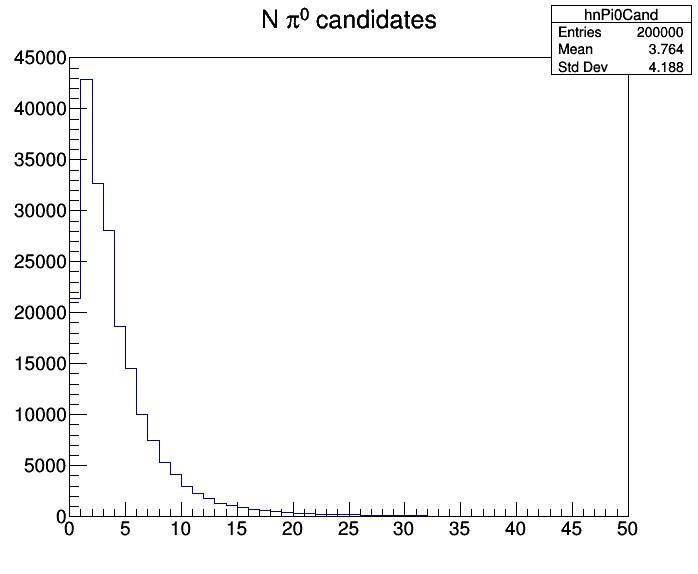 N π⁰ candidates
hnPi0Cand
Entries 200000
Mean 3.764
Std Dev 4.188
45000
40000
35000
30000
25000
20000
15000
10000
5000
0
0 5 10 15 20 25 30 35 40 45 50